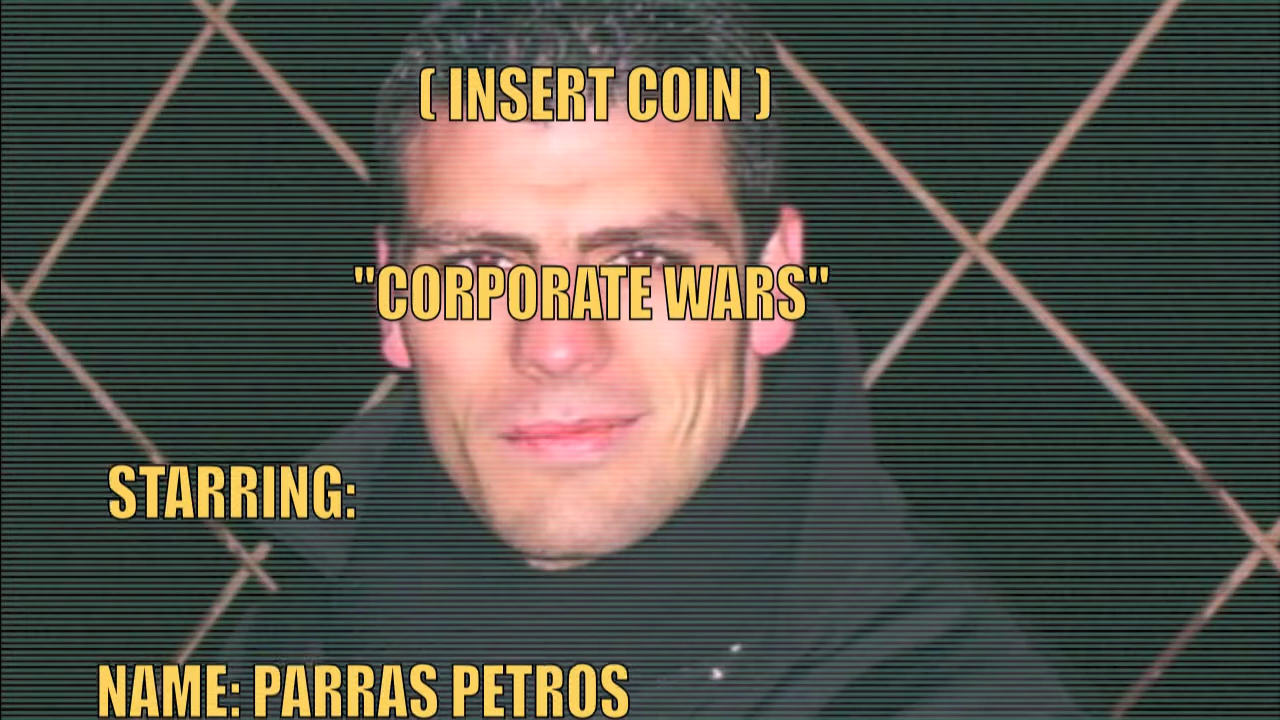 ( INSERT COIN )
"CORPORATE WARS"
STARRING:
NAME: PARRAS PETROS